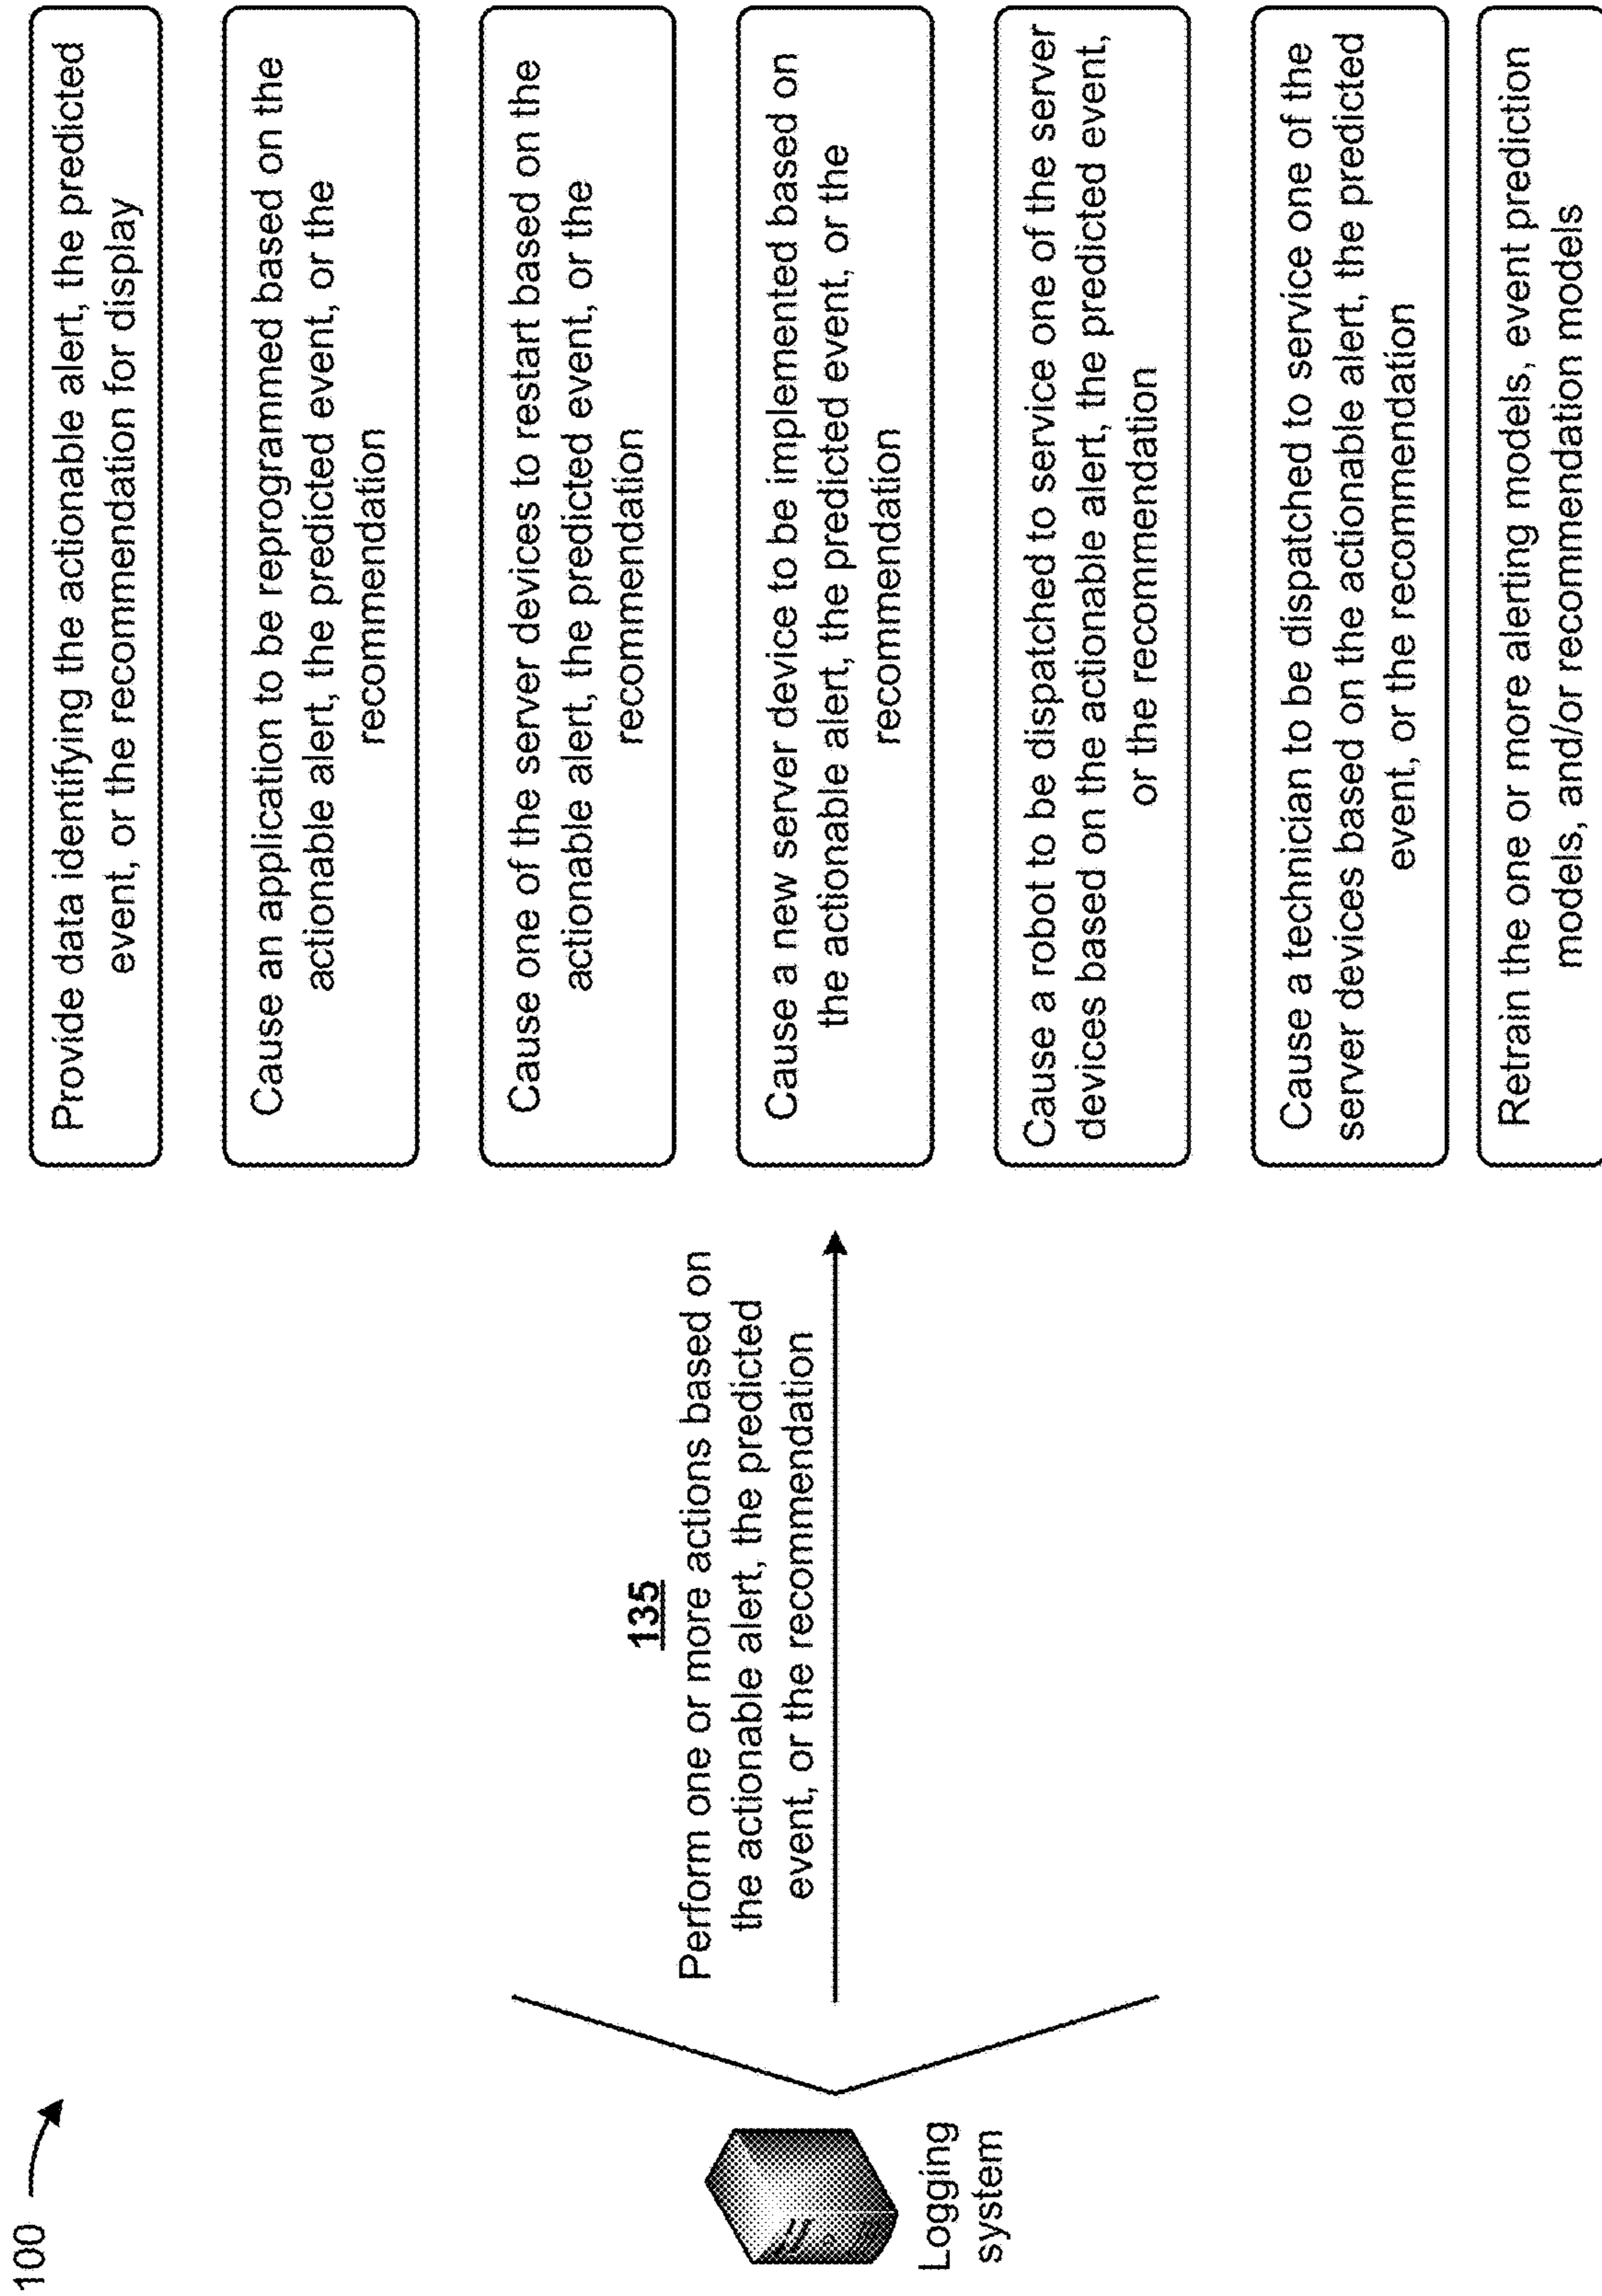 100
Logging
system
135
Perform one or more actions based on
the actionable alert, the predicted
event, or the recommendation
Provide data identifying the actionable alert, the predicted
event, or the recommendation for display
Cause an application to be reprogrammed based on the
actionable alert, the predicted event, or the
recommendation
Cause one of the server devices to restart based on the
actionable alert, the predicted event, or the
recommendation
Cause a new server device to be implemented based on
the actionable alert, the predicted event, or the
recommendation
Cause a robot to be dispatched to service one of the server
devices based on the actionable alert, the predicted event,
or the recommendation
Cause a technician to be dispatched to service one of the
server devices based on the actionable alert, the predicted
event, or the recommendation
Retrain the one or more alerting models, event prediction
models, and/or recommendation models